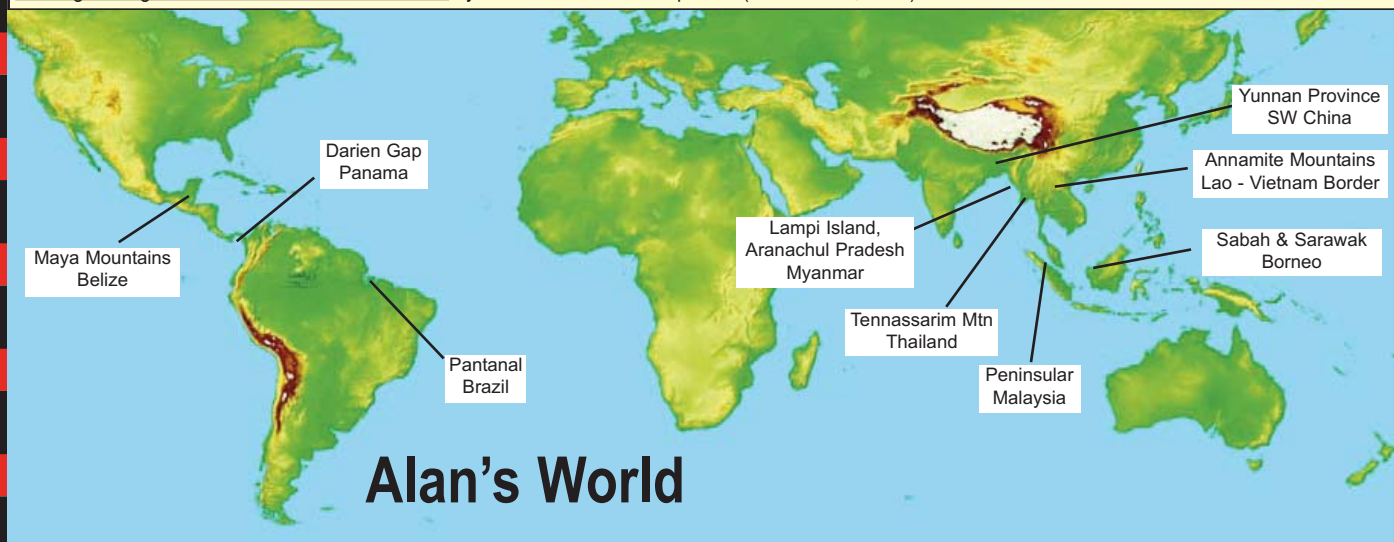 Darien Gap
Panama
Maya Mountains
Belize
Pantanal
Brazil
Yunnan Province
SW China
Annamite Mountains
Lao - Vietnam Border
Lampi Island,
Aranachul Pradesh
Myanmar
Sabah & Sarawak
Borneo
Tennassarim Mtn
Thailand
Peninsular
Malaysia
Alan's World